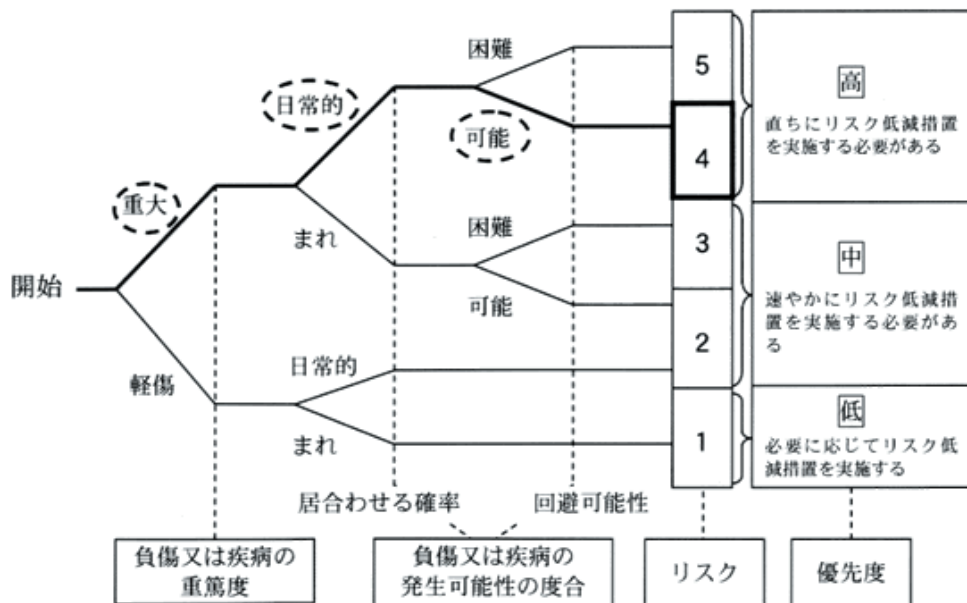 困難
5
高
日常的
直ちにリスク低減措置
を実施する必要がある
可能
4
重大
困難
まれ
3
中
開始
可能
速やかにリスク低減措
置を実施する必要があ
る
2
日常的
軽傷
低
まれ
1
必要に応じてリスク低
減措置を実施する
居合わせる確率
回避可能性
負傷又は疾病の
重篤度
負傷又は疾病の
発生可能性の度合
リスク
優先度